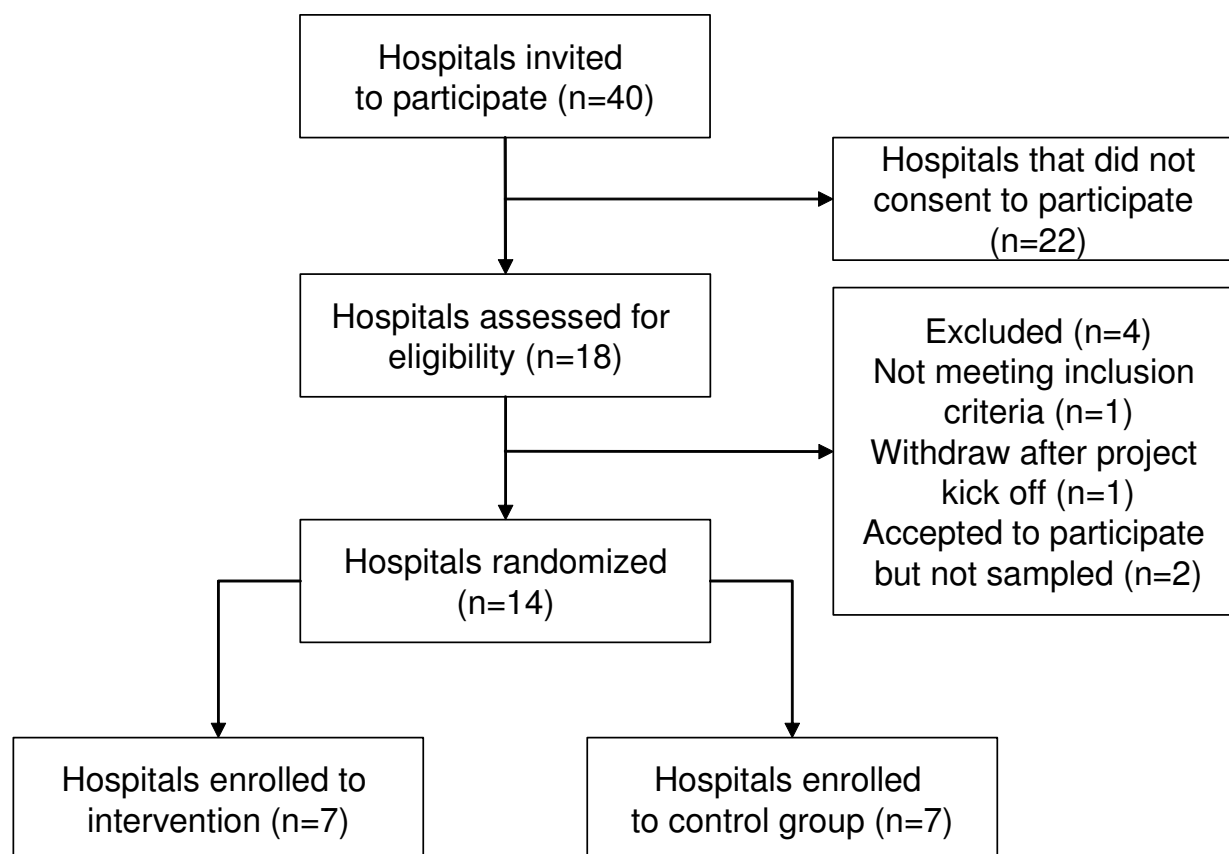 Hospitals invited
to participate (n=40)
Hospitals that did not
consent to participate
(n=22)
Hospitals assessed for
eligibility (n=18)
Excluded (n=4)
Not meeting inclusion
criteria (n=1)
Withdraw after project
kick off (n=1)
Accepted to participate
but not sampled (n=2)
Hospitals randomized
(n=14)
Hospitals enrolled to
intervention (n=7)
Hospitals enrolled
to control group (n=7)